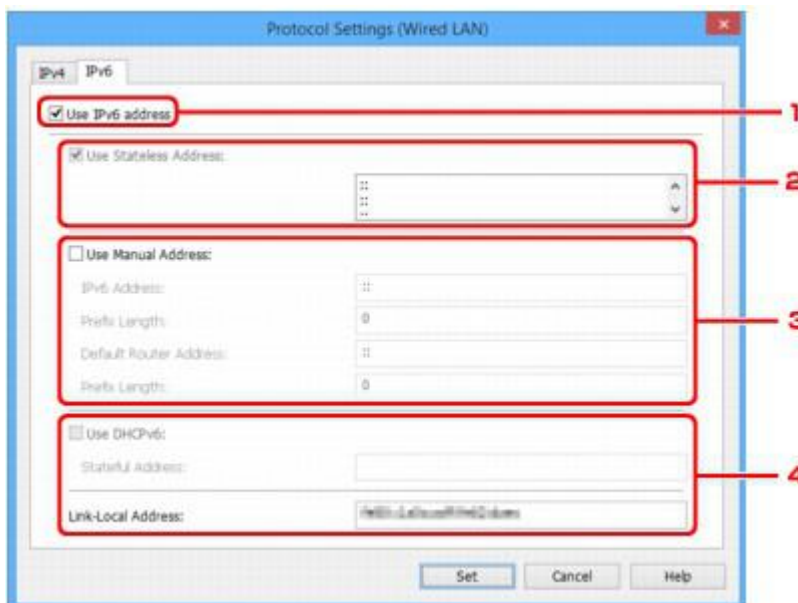 Protocol Settings (Wired LAN)
IPv4 IPv6
Use IPv6 address 1
Use Stateless Address: 2
::
::
::
Use Manual Address:
IPv6 Address: ::
Prefix Length: 0
3
Default Router Address: ::
Prefix Length: 0
Use DHCPv6:
Stateful Address: 4
Link-Local Address:
Set Cancel Help